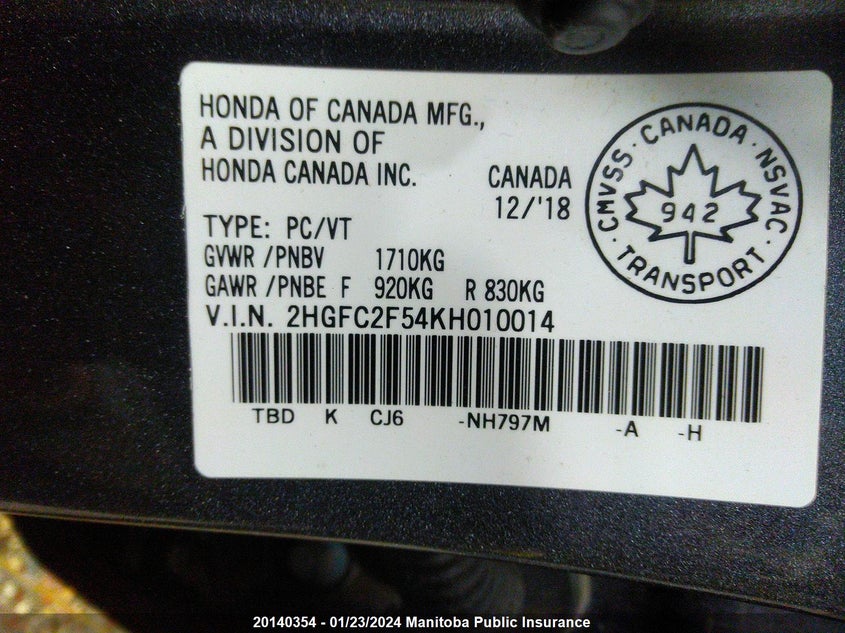 HONDA OF CANADA MFG.,
A DIVISION OF
HONDA CANADA INC.
CANADA
12/'18
TYPE: PC/VT
GVWR /PNBV 1710KG
GAWR /PNBE F 920KG R 830KG
V.I.N. 2HGFC2F54KH010014
TBD K CJ6 -NH797M -A -H
CMVSS · CANADA · NSVAC ·
942
TRANSPORT
20140354 - 01/23/2024 Manitoba Public Insurance